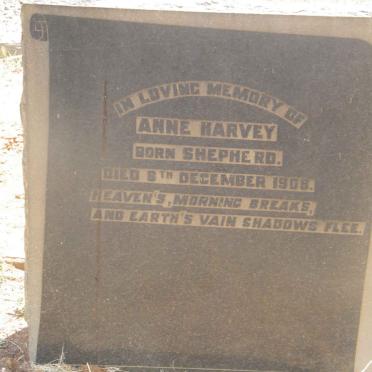 IN LOVING MEMORY OF
ANNE HARVEY
BORN SHEPHERD.
DIED 6TH DECEMBER 1908.
HEAVEN'S, MORNING BREAKS,
AND EARTH'S VAIN SHADOWS FLEE.